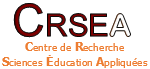 CRSEA
Centre de Recherche
Sciences Éducation Appliquées